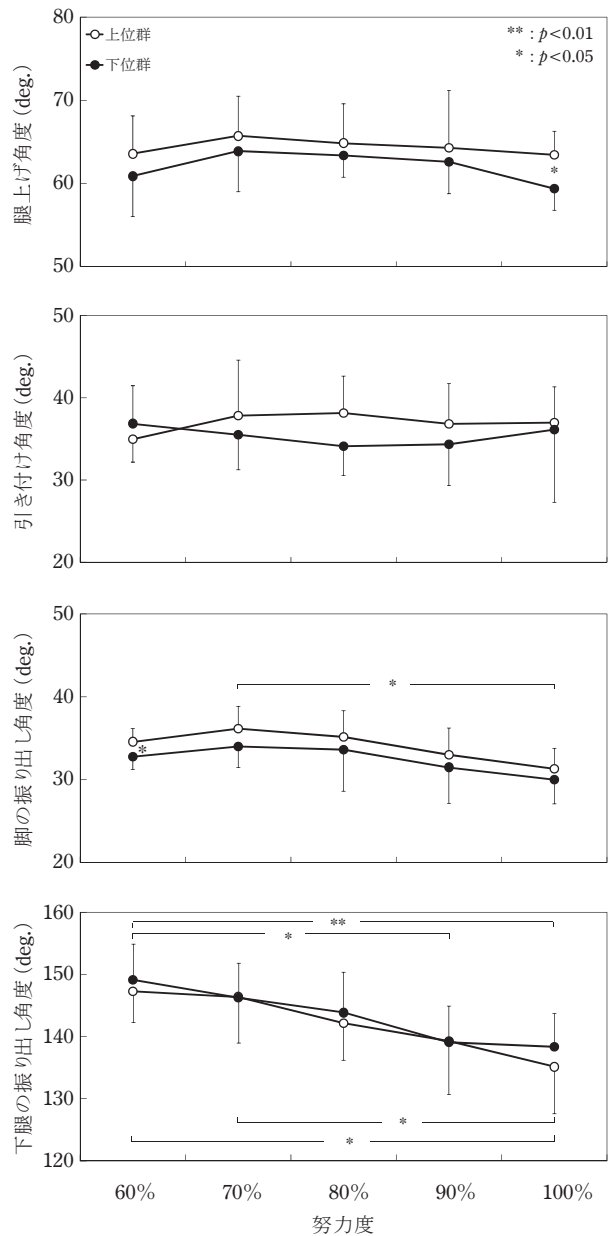 80
上位群
下位群
** : p<0.01
* : p<0.05
70
60
50
*
腿上げ角度 (deg.)
50
40
30
20
引き付け角度 (deg.)
50
40
30
20
*
*
脚の振り出し角度 (deg.)
160
150
140
130
120
**
*
*
*
下腿の振り出し角度 (deg.)
60% 70% 80% 90% 100%
努力度